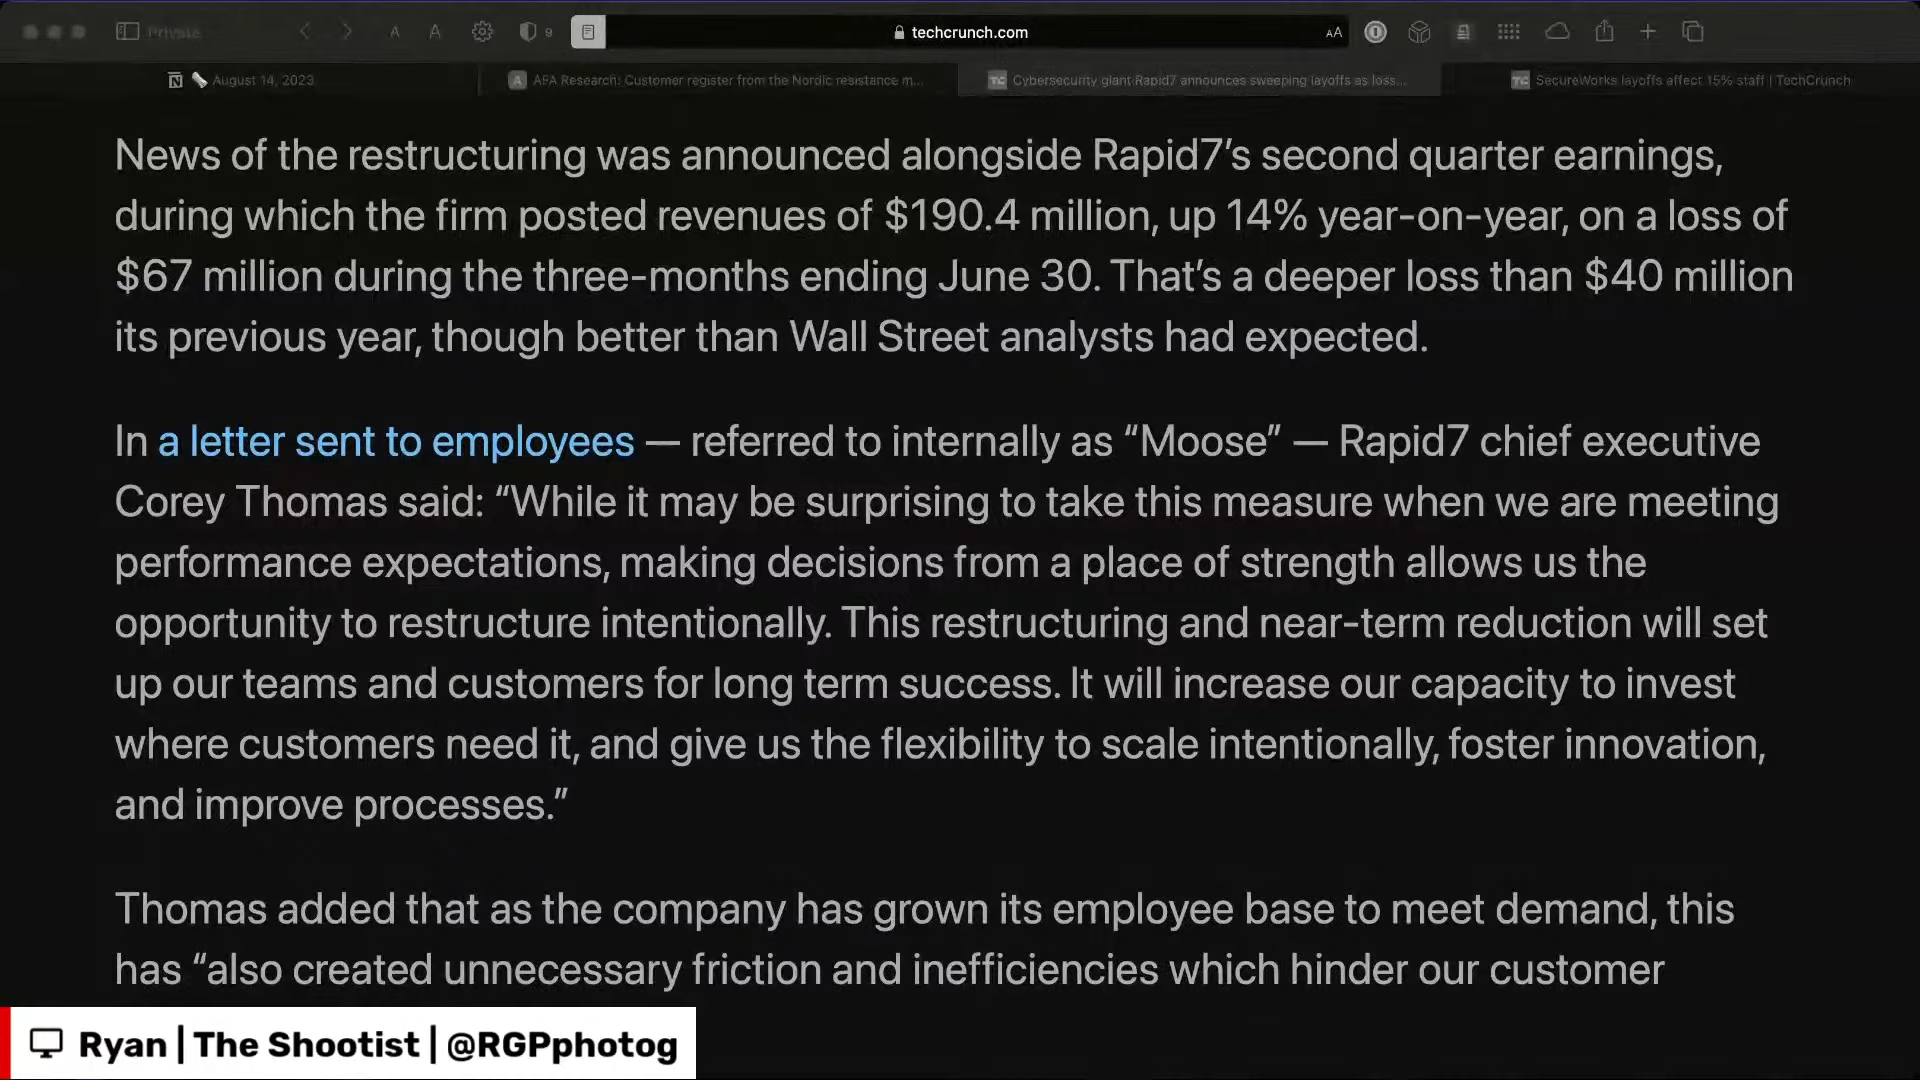 Private
A
A
9
techcrunch.com
AA
August 14, 2023
A
AFA Research: Customer register from the Nordic resistance m...
TC
Cybersecurity giant Rapid7 announces sweeping layoffs as loss...
TC
SecureWorks layoffs affect 15% staff | TechCrunch
News of the restructuring was announced alongside Rapid7’s second quarter earnings,
during which the firm posted revenues of $190.4 million, up 14% year-on-year, on a loss of
$67 million during the three-months ending June 30. That’s a deeper loss than $40 million
its previous year, though better than Wall Street analysts had expected.
In a letter sent to employees — referred to internally as “Moose” — Rapid7 chief executive
Corey Thomas said: “While it may be surprising to take this measure when we are meeting
performance expectations, making decisions from a place of strength allows us the
opportunity to restructure intentionally. This restructuring and near-term reduction will set
up our teams and customers for long term success. It will increase our capacity to invest
where customers need it, and give us the flexibility to scale intentionally, foster innovation,
and improve processes.”
Thomas added that as the company has grown its employee base to meet demand, this
has “also created unnecessary friction and inefficiencies which hinder our customer
Ryan | The Shootist | @RGPphotog